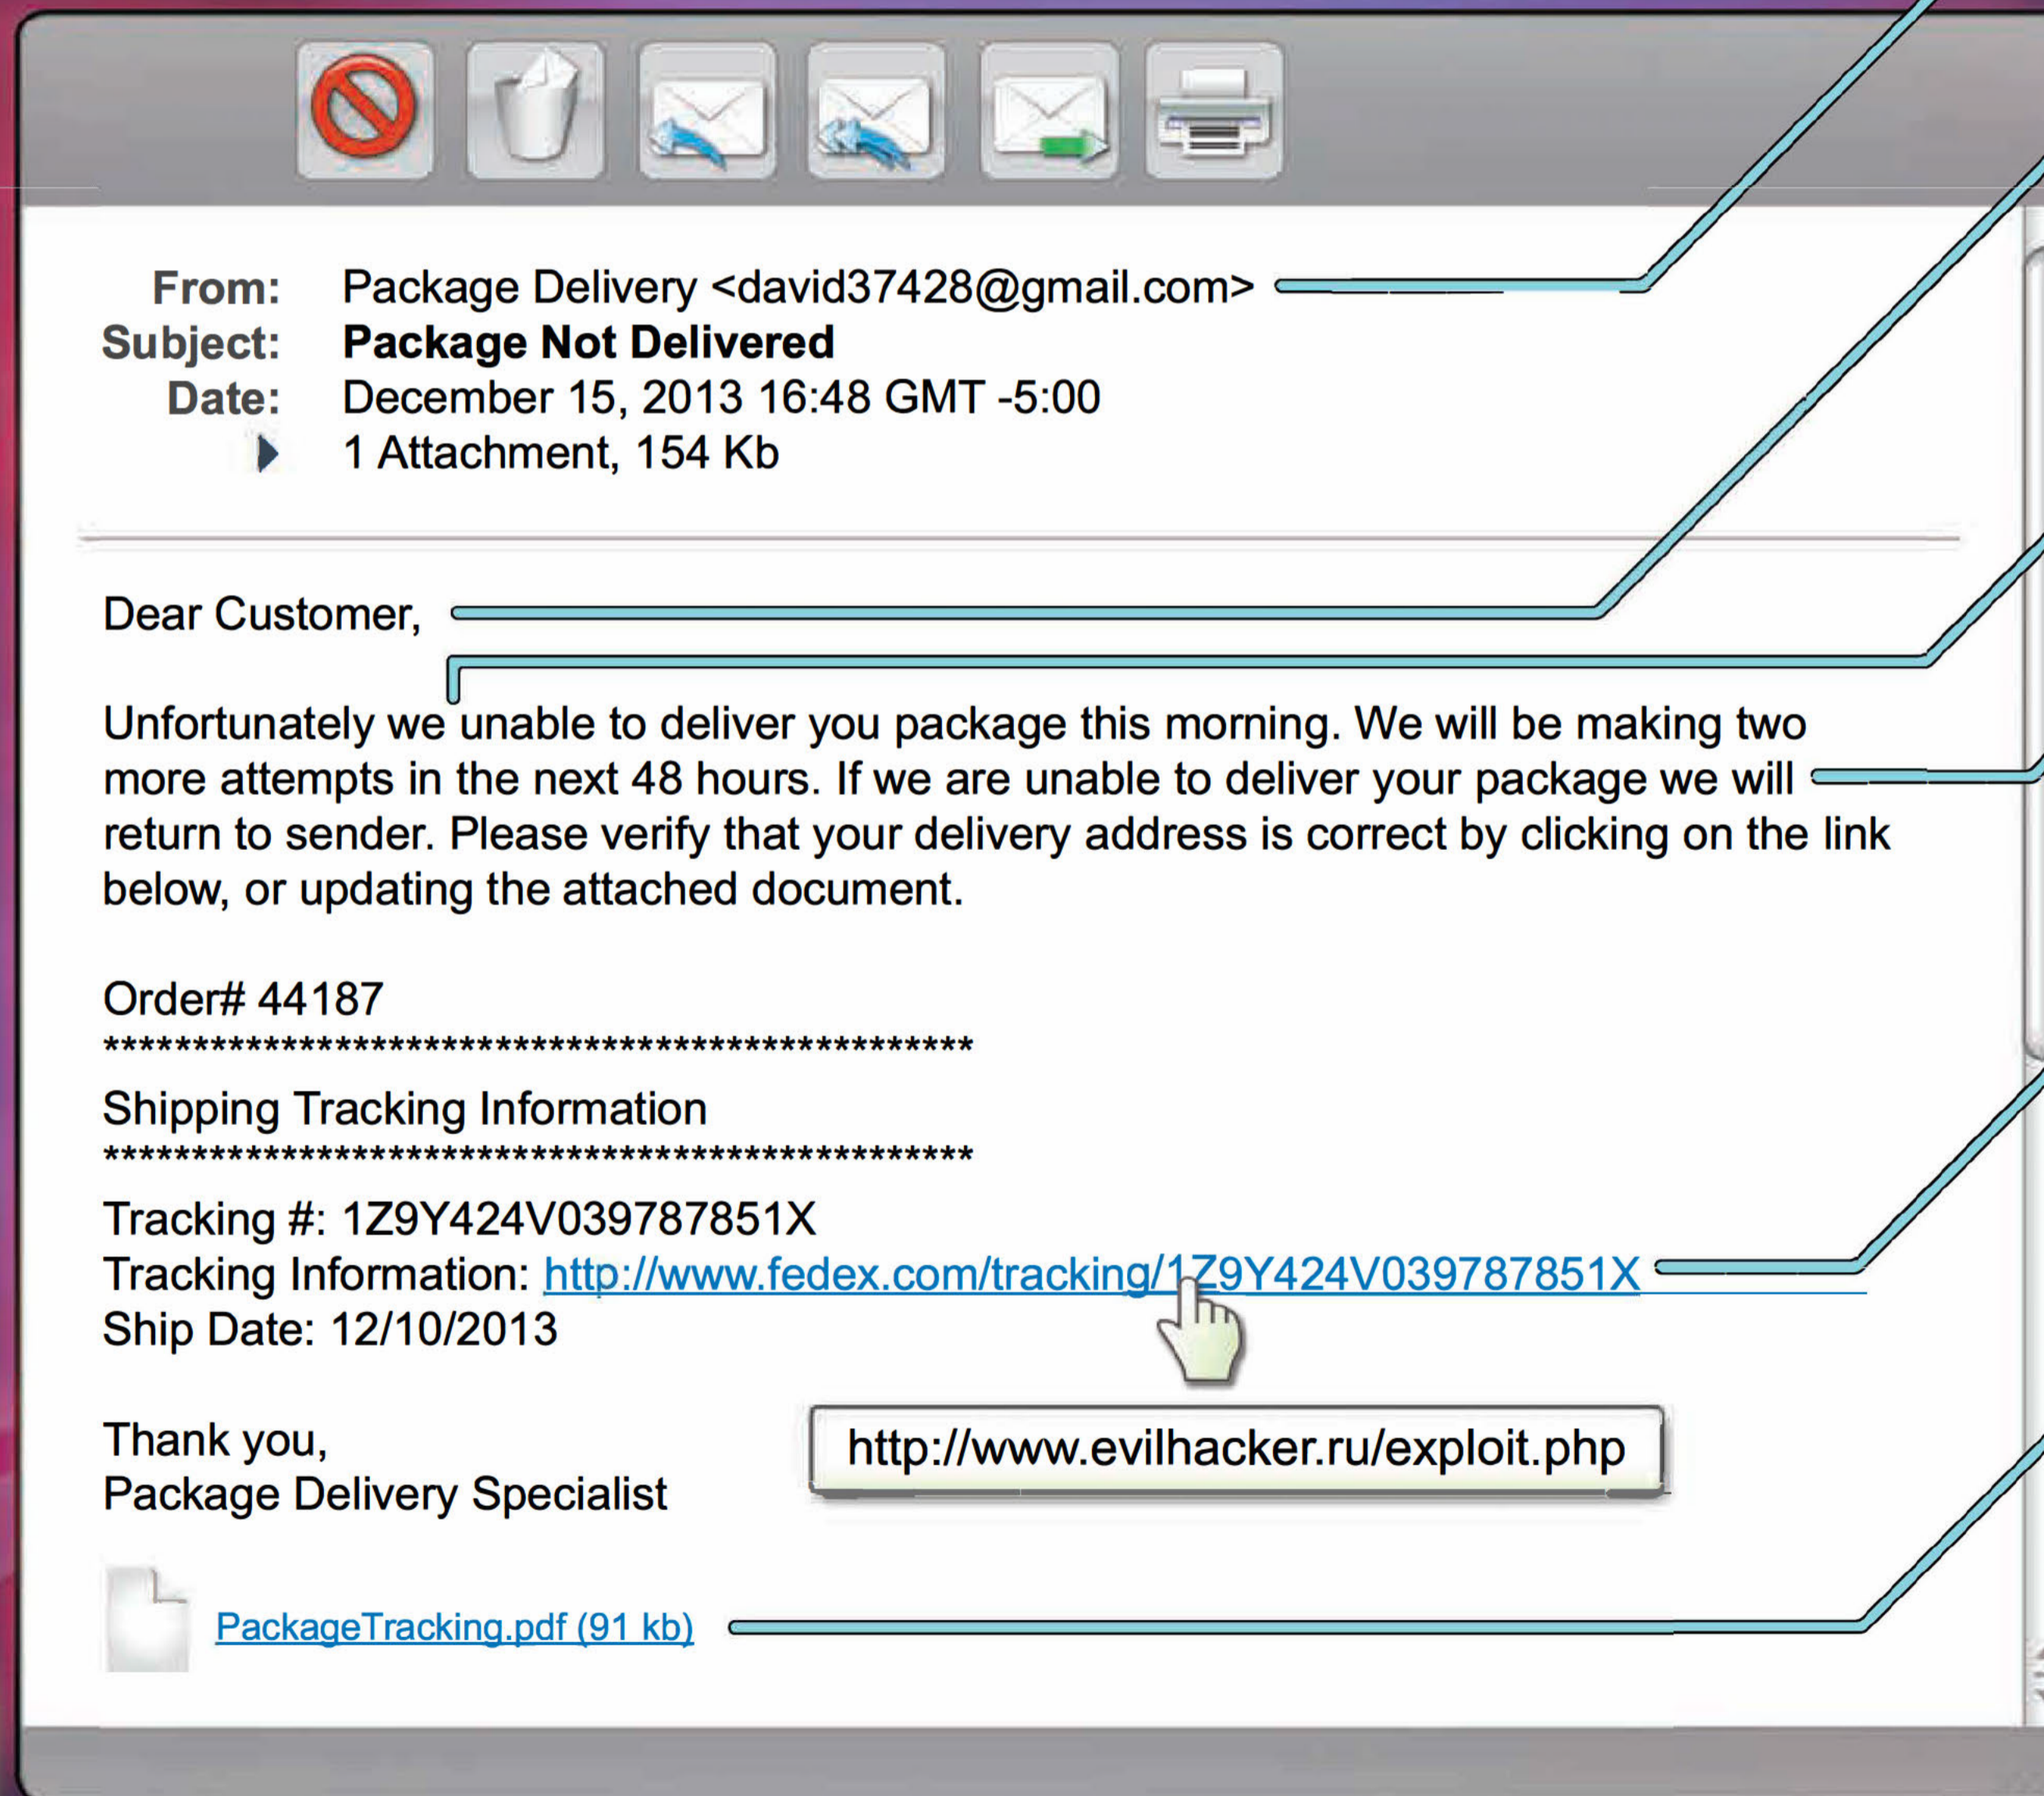 From: Package Delivery <david37428@gmail.com>
Subject: Package Not Delivered
Date: December 15, 2013 16:48 GMT -5:00
1 Attachment, 154 Kb
Dear Customer,
Unfortunately we unable to deliver you package this morning. We will be making two
more attempts in the next 48 hours. If we are unable to deliver your package we will
return to sender. Please verify that your delivery address is correct by clicking on the link
below, or updating the attached document.
Order# 44187
*************************************************
Shipping Tracking Information
*************************************************
Tracking #: 1Z9Y424V039787851X
Tracking Information: http://www.fedex.com/tracking/1Z9Y424V039787851X
Ship Date: 12/10/2013
http://www.evilhacker.ru/exploit.php
Thank you,
Package Delivery Specialist
PackageTracking.pdf (91 kb)